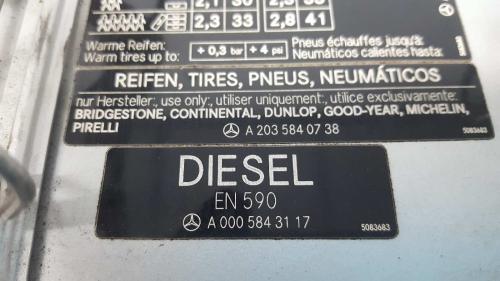 2,3 33 2,8 41
Warme Reifen: + 0,3 bar + 4 psi Pneus échauffes jusqu'à:
Warm tires up to: Neumáticos calientes hasta:
REIFEN, TIRES, PNEUS, NEUMÁTICOS
nur Hersteller:, use only:, utiliser uniquement:, utilice exclusivamente:
BRIDGESTONE, CONTINENTAL, DUNLOP, GOOD-YEAR, MICHELIN,
PIRELLI
A 203 584 07 38 5083683
DIESEL
EN 590
A 000 584 31 17 5083683